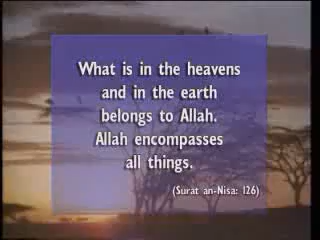 What is in the heavens
and in the earth
belongs to Allah.
Allah encompasses
all things.
(Surat an-Nisa: 126)